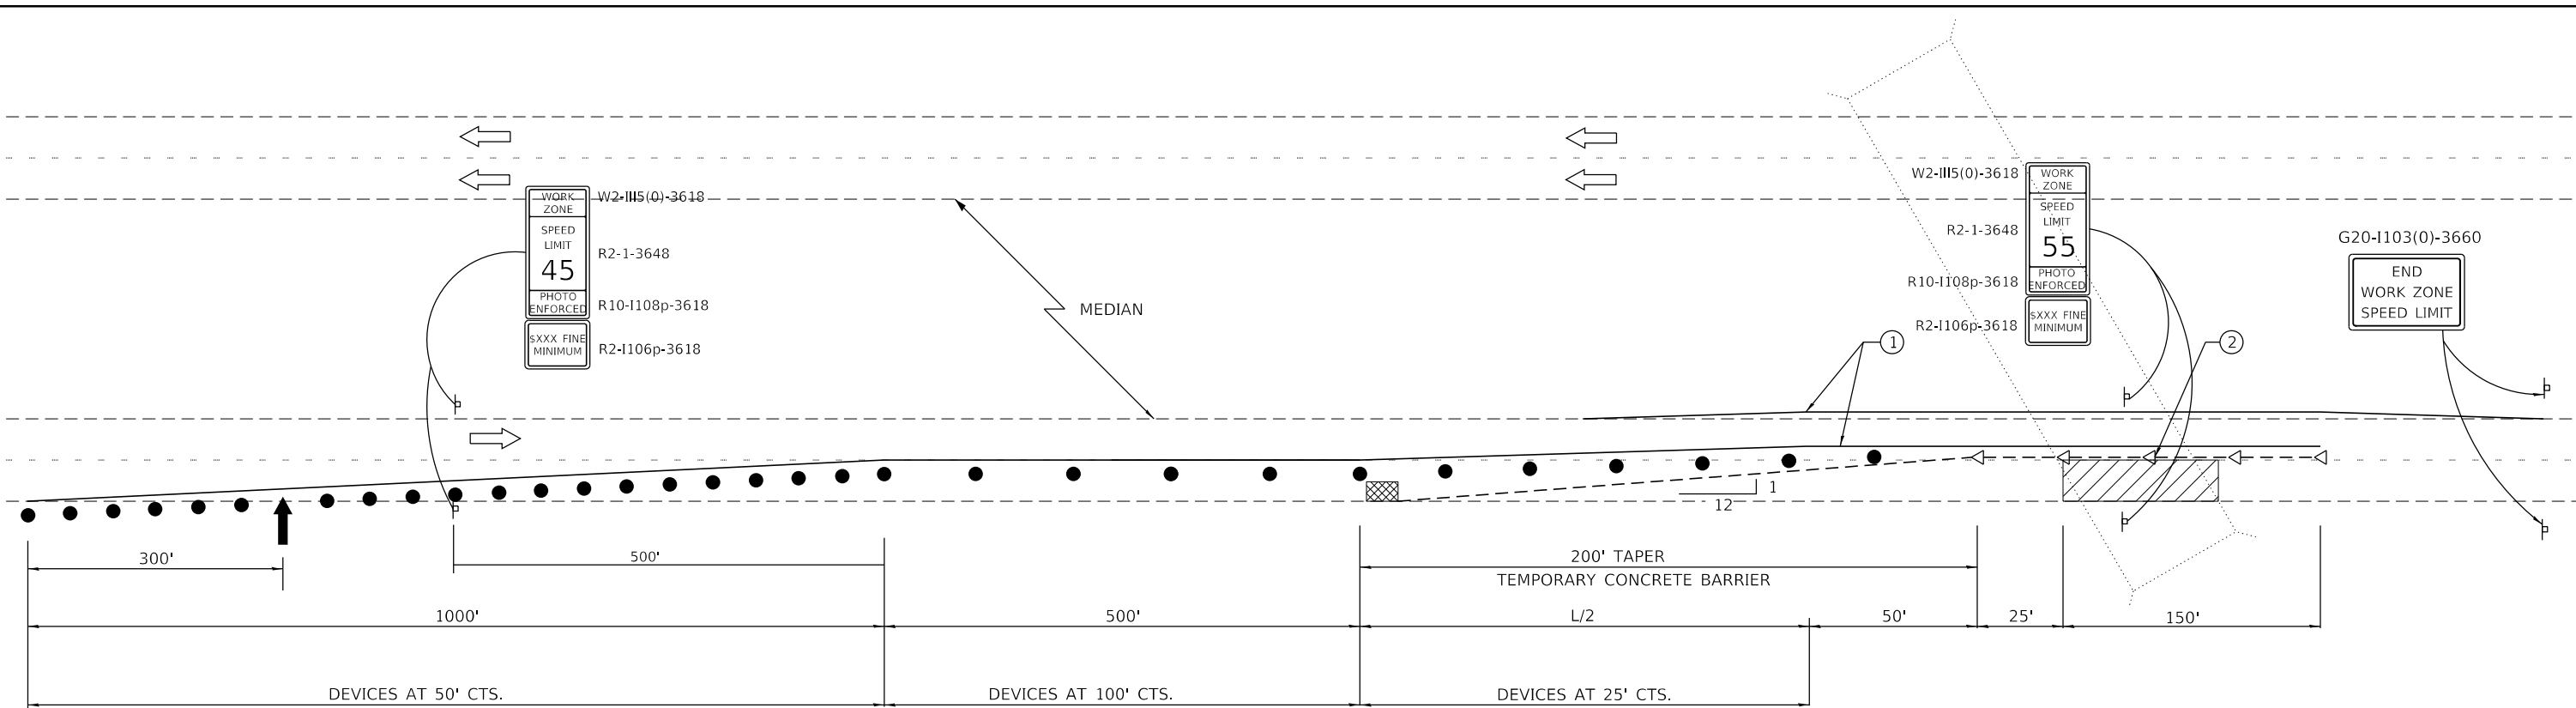 WORK
ZONE
SPEED
LIMIT
45
PHOTO
ENFORCED
$XXX FINE
MINIMUM
W2-III5(0)-3618
R2-1-3648
R10-I108p-3618
R2-I106p-3618
MEDIAN
W2-III5(0)-3618
R2-1-3648
R10-I108p-3618
R2-I106p-3618
WORK
ZONE
SPEED
LIMIT
55
PHOTO
ENFORCED
$XXX FINE
MINIMUM
G20-I103(0)-3660
END
WORK ZONE
SPEED LIMIT
1
2
1
12
300'
500'
200' TAPER
TEMPORARY CONCRETE BARRIER
1000'
500'
L/2
50'
25'
150'
DEVICES AT 50' CTS.
DEVICES AT 100' CTS.
DEVICES AT 25' CTS.